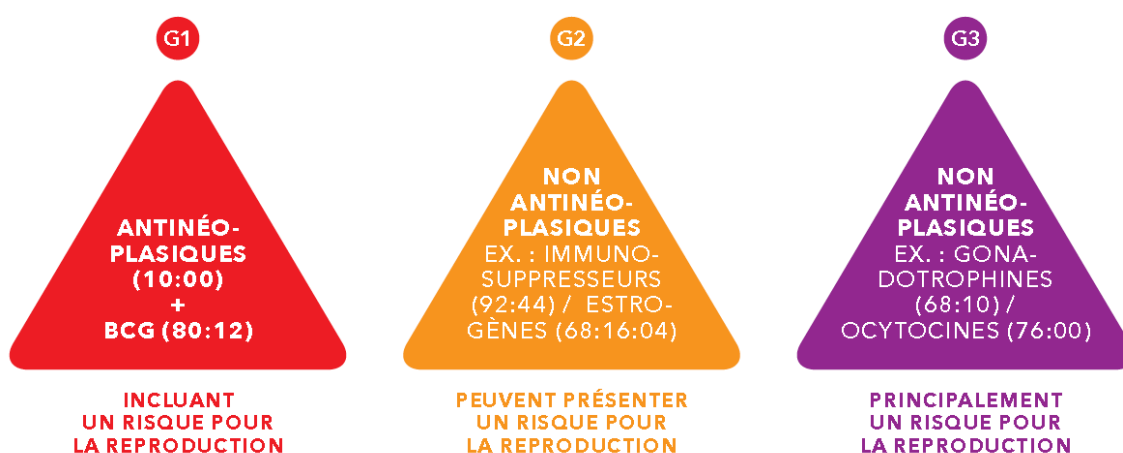 G1
ANTINÉO-
PLASIQUES
(10:00)
+
BCG (80:12)
INCLUANT
UN RISQUE POUR
LA REPRODUCTION
G2
NON
ANTINÉO-
PLASIQUES
EX. : IMMUNO-
SUPPRESSEURS
(92:44) / ESTRO-
GÈNES (68:16:04)
PEUVENT PRÉSENTER
UN RISQUE POUR
LA REPRODUCTION
G3
NON
ANTINÉO-
PLASIQUES
EX. : GONA-
DOTROPHINES
(68:10) /
OCYTOCINES (76:00)
PRINCIPALEMENT
UN RISQUE POUR
LA REPRODUCTION